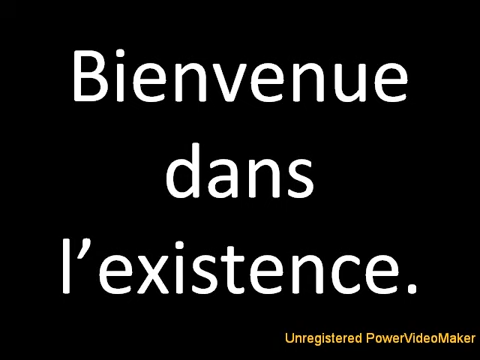 Bienvenue
dans
l’existence.
Unregistered PowerVideoMaker